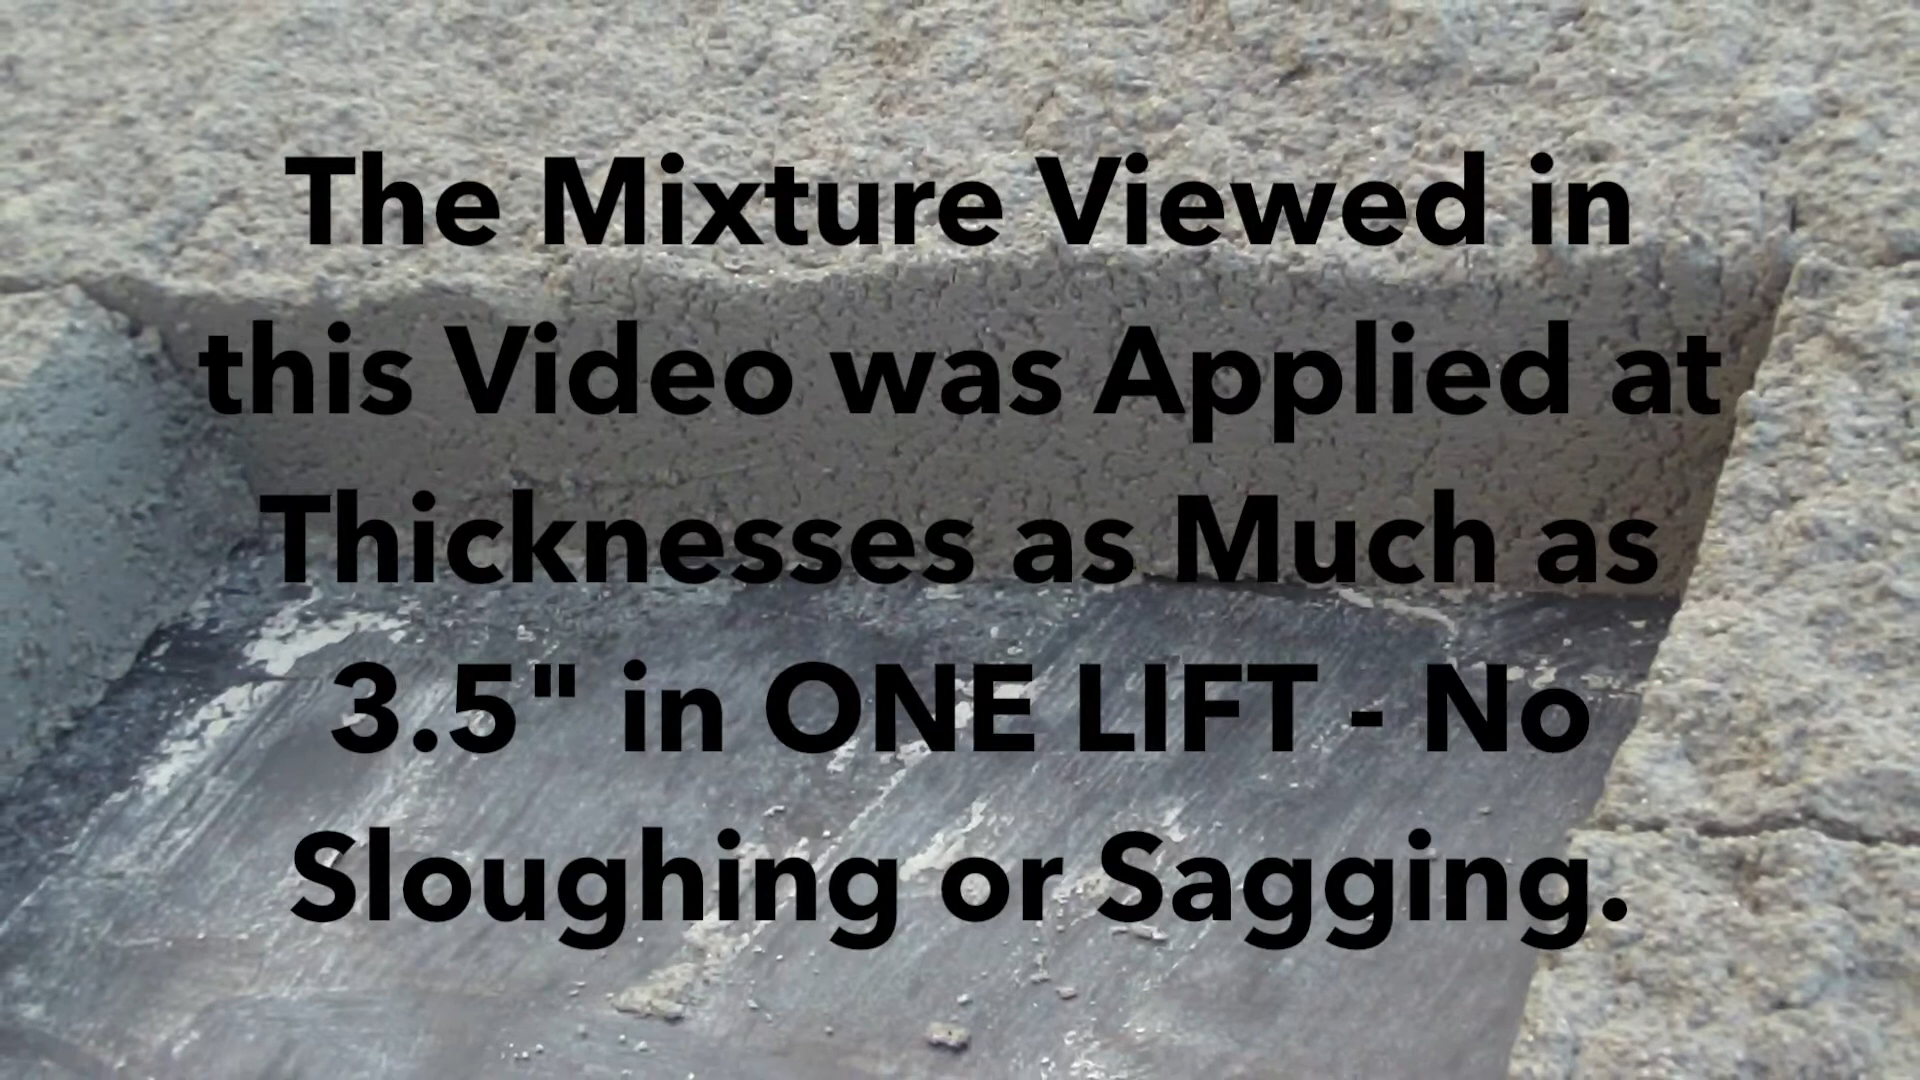 The Mixture Viewed in
this Video was Applied at
Thicknesses as Much as
3.5" in ONE LIFT - No
Sloughing or Sagging.